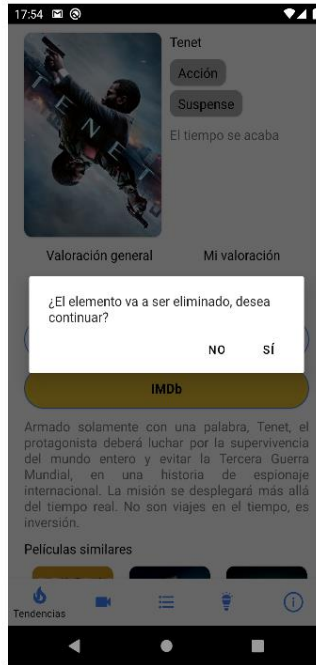 17:54
Tenet
TENET
Acción
Suspense
El tiempo se acaba
Valoración general
Mi valoración
¿El elemento va a ser eliminado, desea
continuar?
NO
SÍ
IMDb
Armado solamente con una palabra, Tenet, el
protagonista deberá luchar por la supervivencia
del mundo entero y evitar la Tercera Guerra
Mundial, en una historia de espionaje
internacional. La misión se desplegará más allá
del tiempo real. No son viajes en el tiempo, es
inversión.
Películas similares
Tendencias